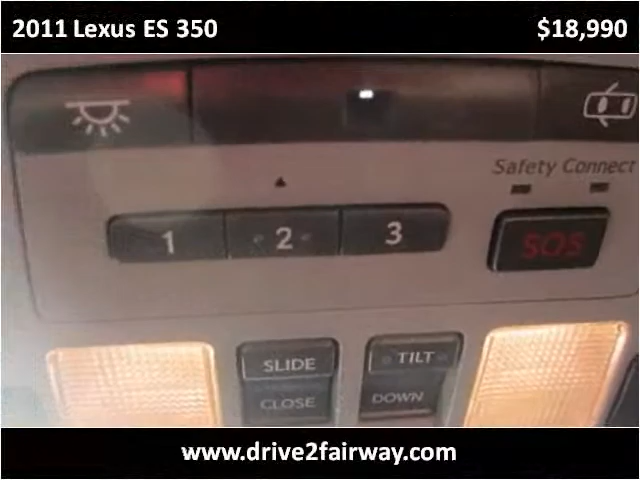 2011 Lexus ES 350 $18,990
Safety Connect
1 2 3 SOS
SLIDE TILT
CLOSE DOWN
www.drive2fairway.com